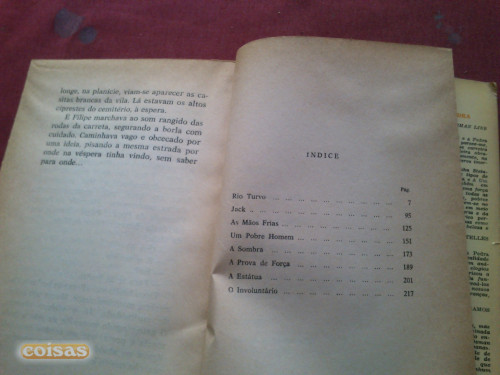 longe, na planície, viam-se aparecer as ca-
sitas brancas da vila. Lá estavam os altos
ciprestes do cemitério, à espera.
E Filipe marchava ao som rangido das
rodas da carreta, segurando a borla com
cuidado. Caminhava vago e obcecado por
uma ideia, pisando a mesma estrada por
onde na véspera tinha vindo, sem saber
para onde...
INDICE
Pág.
Rio Turvo 7
Jock 95
As Mãos Frias 125
Um Pobre Homem 151
A Sombra 173
A Prova de Força 189
A Estátua 201
O Involuntário 217
coisas